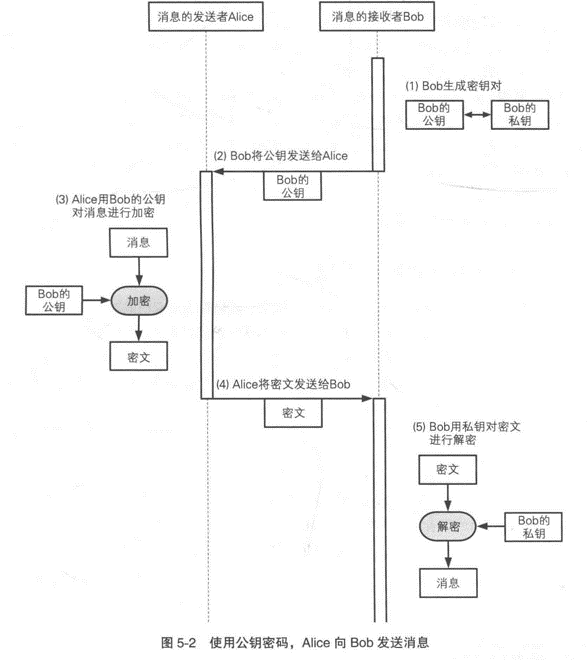 消息的发送者Alice
消息的接收者Bob
(1) Bob生成密钥对
Bob的
公钥
Bob的
私钥
(2) Bob将公钥发送给Alice
Bob的
公钥
(3) Alice用Bob的公钥
对消息进行加密
消息
Bob的
公钥
加密
密文
(4) Alice将密文发送给Bob
密文
(5) Bob用私钥对密文
进行解密
密文
解密
Bob的
私钥
消息
图 5-2 使用公钥密码，Alice 向 Bob 发送消息